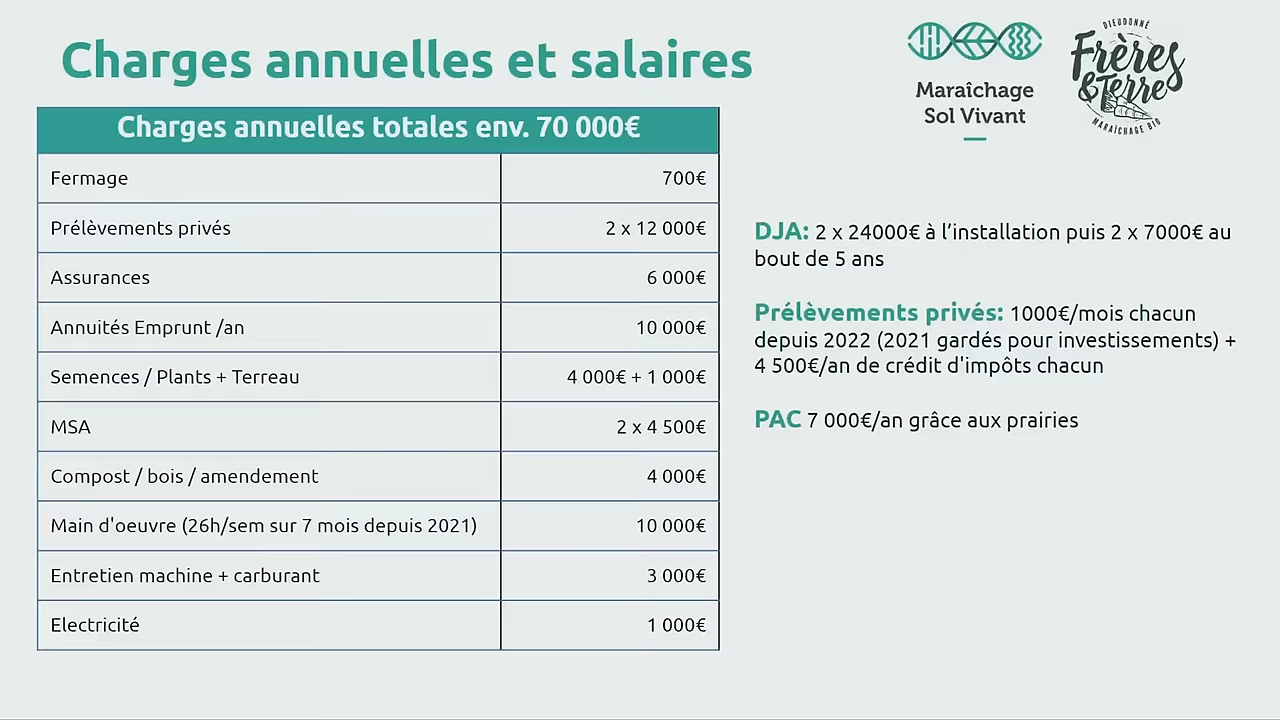 Charges annuelles et salaires
Maraîchage
Sol Vivant
DIEUDONNÉ
Frères
& Terre
MARAÎCHAGE BIO
Charges annuelles totales env. 70 000€
Fermage 700€
Prélèvements privés 2 x 12 000€
Assurances 6 000€
Annuités Emprunt /an 10 000€
Semences / Plants + Terreau 4 000€ + 1 000€
MSA 2 x 4 500€
Compost / bois / amendement 4 000€
Main d'oeuvre (26h/sem sur 7 mois depuis 2021) 10 000€
Entretien machine + carburant 3 000€
Electricité 1 000€
DJA: 2 x 24000€ à l’installation puis 2 x 7000€ au
bout de 5 ans
Prélèvements privés: 1000€/mois chacun
depuis 2022 (2021 gardés pour investissements) +
4 500€/an de crédit d'impôts chacun
PAC 7 000€/an grâce aux prairies